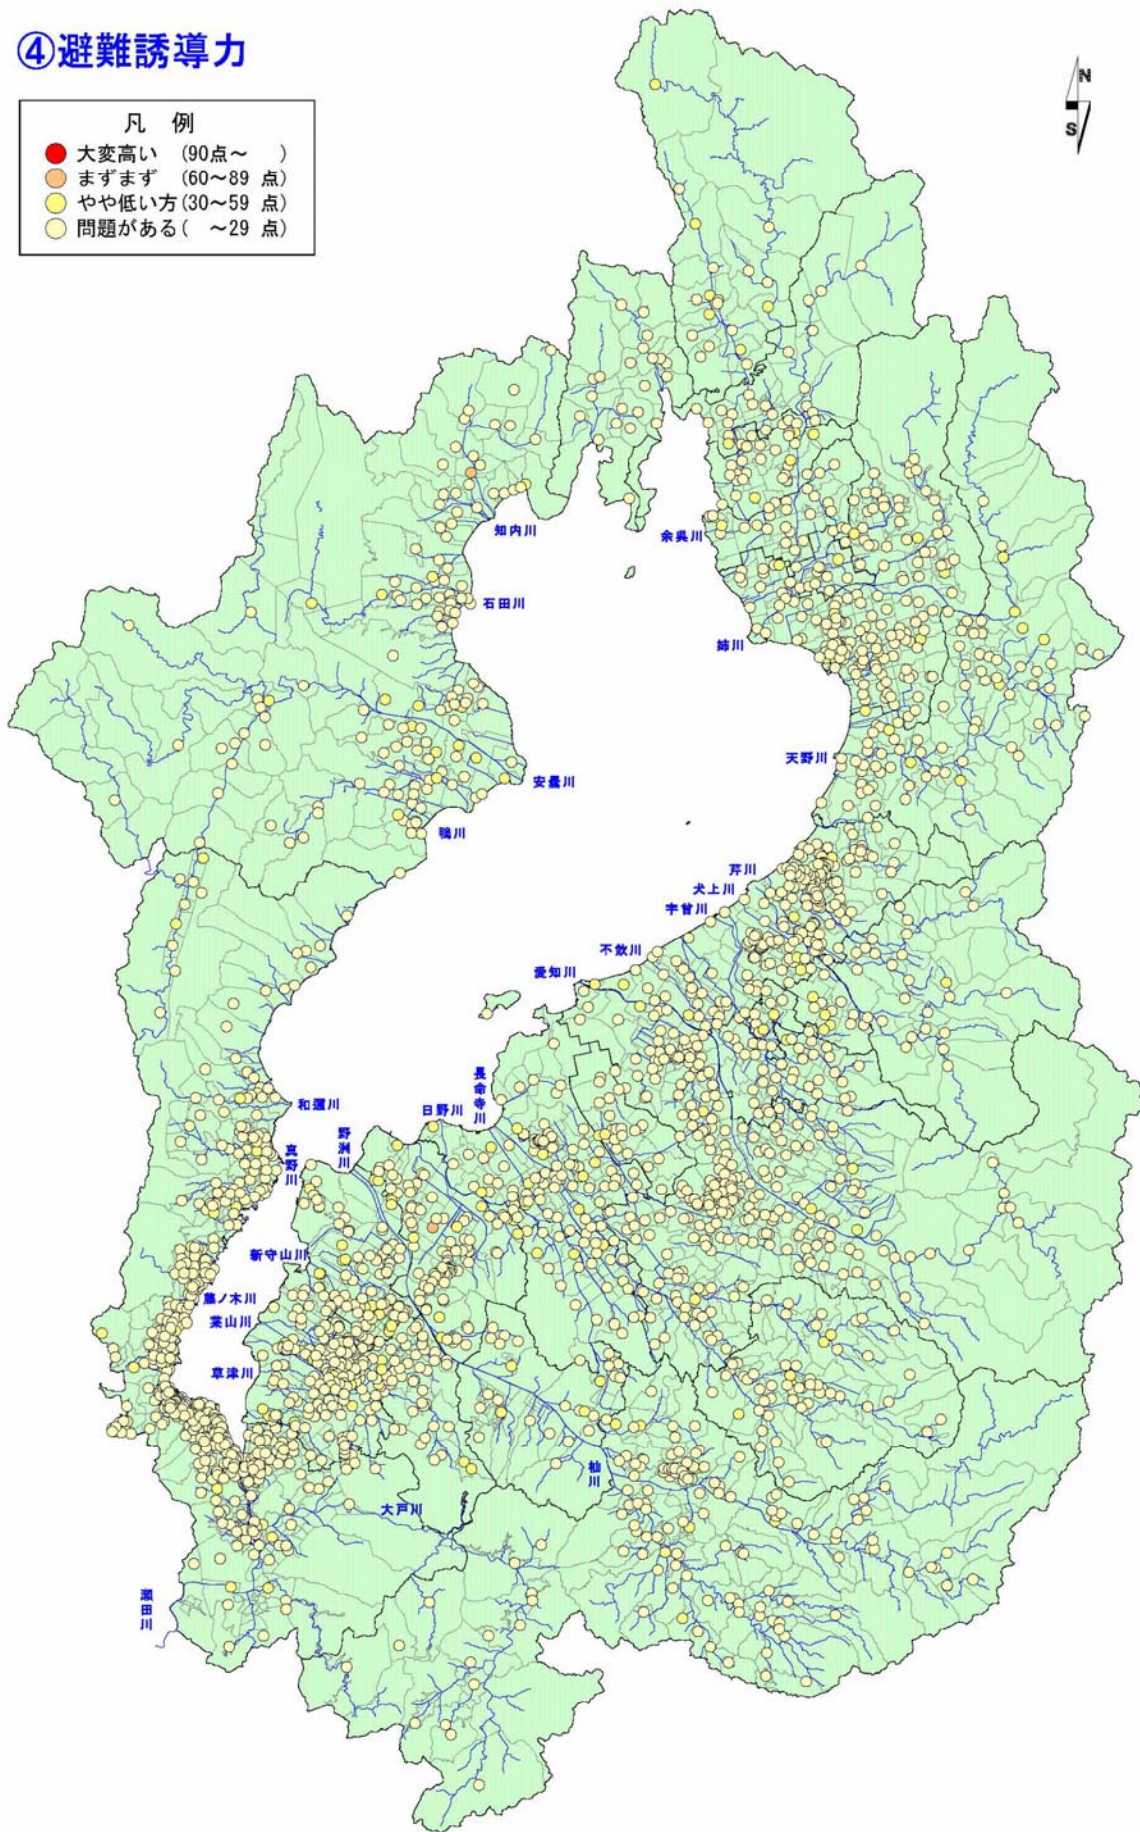 ④避難誘導力
凡 例
大変高い (90点～ )
まずまず (60～89 点)
やや低い方(30～59 点)
問題がある( ～29 点)
N
S
知内川
余呉川
石田川
姉川
天野川
安曇川
鴨川
芹川
犬上川
宇曽川
不飲川
愛知川
長命寺川
和邇川
日野川
野洲川
真野川
新守山川
藤ノ木川
葉山川
草津川
杣川
大戸川
瀬田川